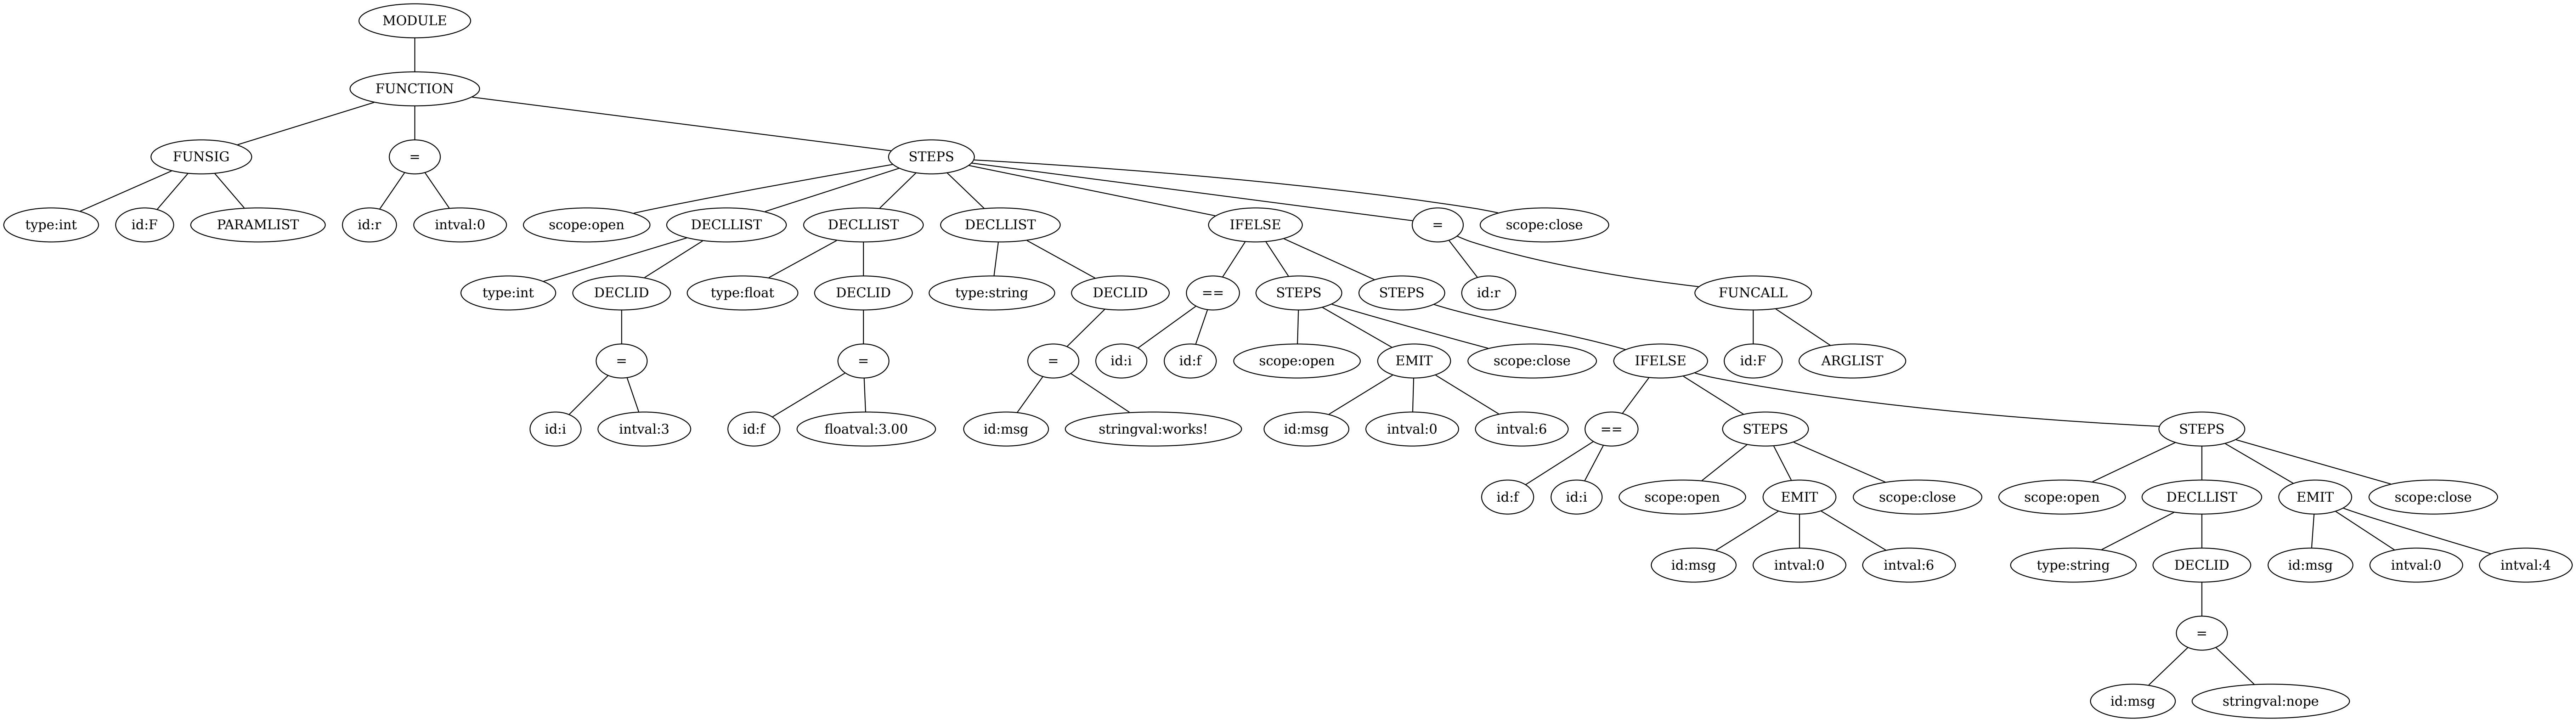 MODULE
FUNCTION
FUNSIG = STEPS
type:int id:F PARAMLIST id:r intval:0 scope:open DECLLIST DECLLIST DECLLIST IFELSE = scope:close
type:int DECLID type:float DECLID type:string DECLID == STEPS STEPS id:r FUNCALL
= = = id:i id:f scope:open EMIT scope:close IFELSE id:F ARGLIST
id:i intval:3 id:f floatval:3.00 id:msg stringval:works! id:msg intval:0 intval:6 == STEPS STEPS
id:f id:i scope:open EMIT scope:close scope:open DECLLIST EMIT scope:close
id:msg intval:0 intval:6 type:string DECLID id:msg intval:0 intval:4
=
id:msg stringval:nope